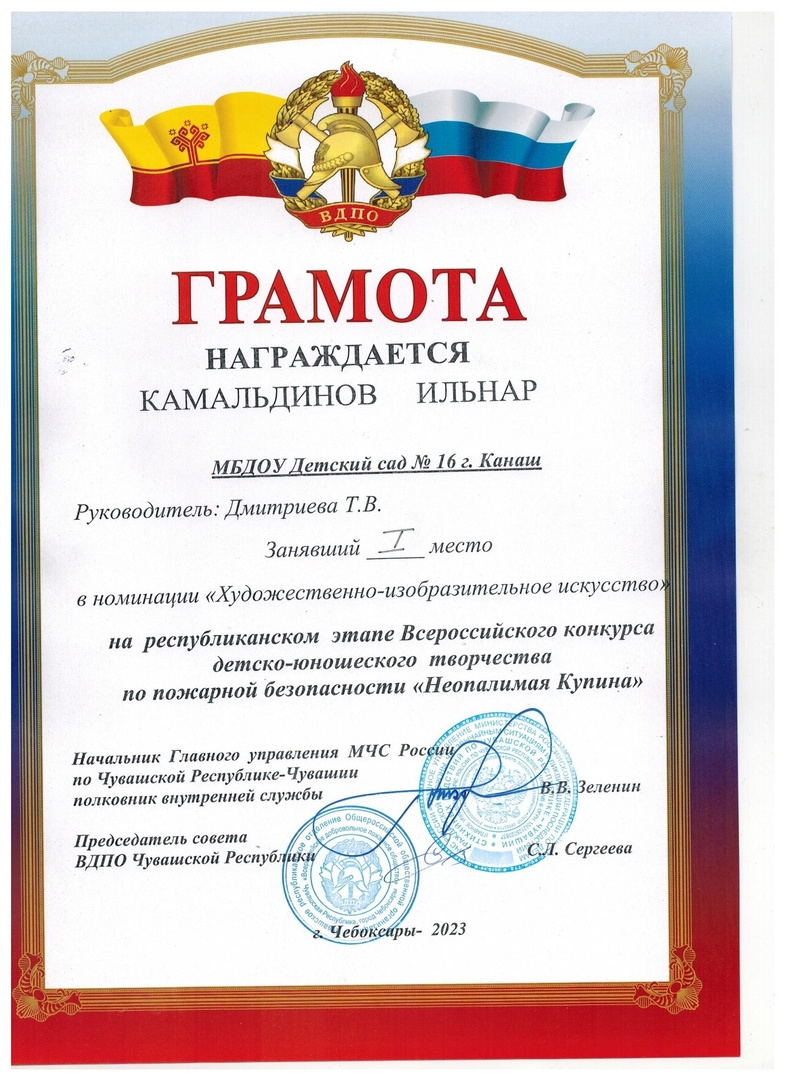 ВДПО
ГРАМОТА
НАГРАЖДАЕТСЯ
КАМАЛЬДИНОВ ИЛЬНАР
МБДОУ Детский сад № 16 г. Канаш
Руководитель: Дмитриева Т.В.
Занявший I место
в номинации «Художественно-изобразительное искусство»
на республиканском этапе Всероссийского конкурса
детско-юношеского творчества
по пожарной безопасности «Неопалимая Купина»
Начальник Главного управления МЧС России
по Чувашской Республике-Чувашии
полковник внутренней службы
В.В. Зеленин
Председатель совета
ВДПО Чувашской Республики
С.Л. Сергеева
г. Чебоксары- 2023